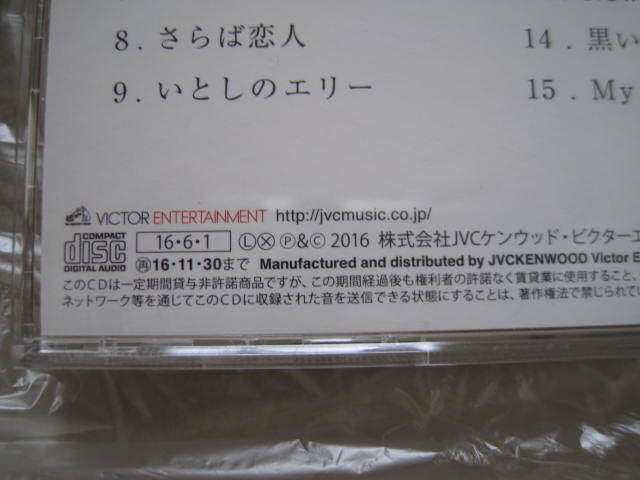 8. さらば恋人
14. 黒い
9. いとしのエリー
15. My
VICTOR ENTERTAINMENT http://jvcmusic.co.jp/
COMPACT disc DIGITAL AUDIO
16・6・1 Ⓛ Ⓧ Ⓟ&Ⓒ 2016 株式会社JVCケンウッド・ビクターエ
㊞16・11・30まで Manufactured and distributed by JVCKENWOOD Victor E
このCDは一定期間貸与非許諾商品ですが、この期間経過後も権利者の許諾なく賃貸業に使用すること、
ネットワーク等を通じてこのCDに収録された音を送信できる状態にすることは、著作権法で禁じられてい